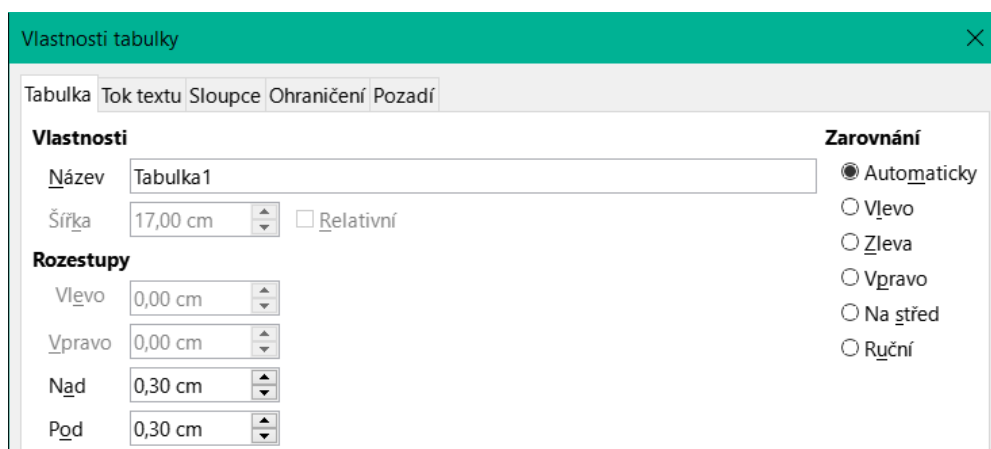 Vlastnosti tabulky
Tabulka Tok textu Sloupce Ohraničení Pozadí
Vlastnosti
Název Tabulka1
Šířka 17,00 cm Relativní
Rozestupy
Vlevo 0,00 cm
Vpravo 0,00 cm
Nad 0,30 cm
Pod 0,30 cm
Zarovnání
Automaticky
Vlevo
Zleva
Vpravo
Na střed
Ruční